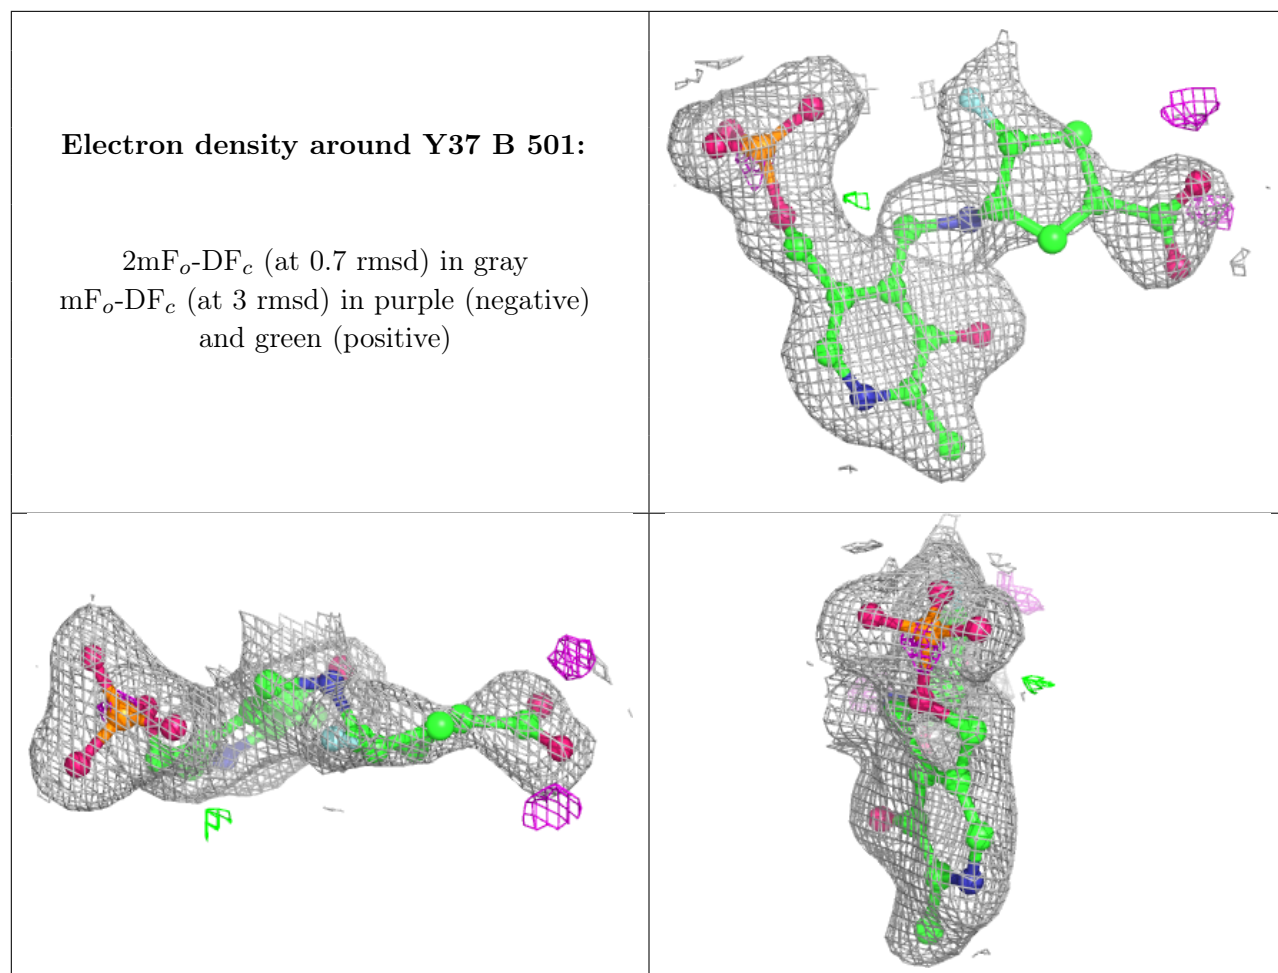 Electron density around Y37 B 501:
2mFo-DFc (at 0.7 rmsd) in gray
mFo-DFc (at 3 rmsd) in purple (negative)
and green (positive)